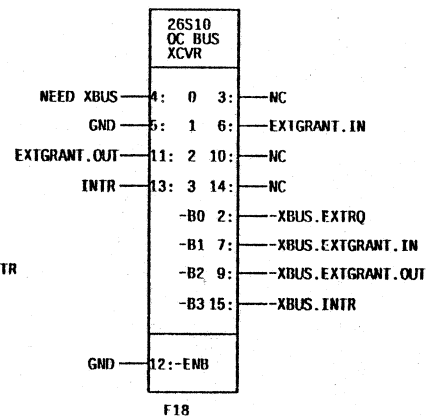 26S10
OC BUS
XCVR
NEED XBUS 4: 0 3: NC
GND 5: 1 6: EXTGRANT.IN
EXTGRANT.OUT 11: 2 10: NC
INTR 13: 3 14: NC
-B0 2: -XBUS.EXTRQ
-B1 7: -XBUS.EXTGRANT.IN
TR
-B2 9: -XBUS.EXTGRANT.OUT
-B3 15: -XBUS.INTR
GND 12:-ENB
F18